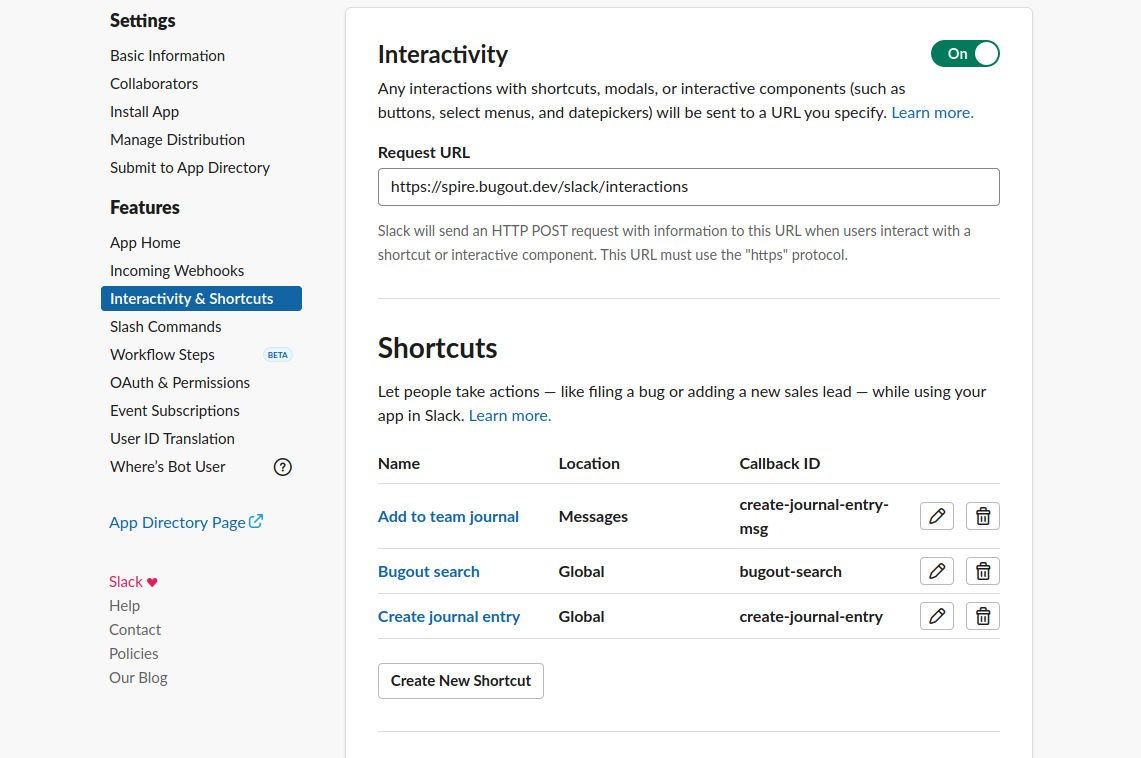 Settings
Basic Information
Collaborators
Install App
Manage Distribution
Submit to App Directory
Features
App Home
Incoming Webhooks
Interactivity & Shortcuts
Slash Commands
Workflow Steps BETA
OAuth & Permissions
Event Subscriptions
User ID Translation
Where's Bot User ?
App Directory Page
Slack
Help
Contact
Policies
Our Blog
Interactivity On
Any interactions with shortcuts, modals, or interactive components (such as
buttons, select menus, and datepickers) will be sent to a URL you specify. Learn more.
Request URL
https://spire.bugout.dev/slack/interactions
Slack will send an HTTP POST request with information to this URL when users interact with a
shortcut or interactive component. This URL must use the "https" protocol.
Shortcuts
Let people take actions — like filing a bug or adding a new sales lead — while using your
app in Slack. Learn more.
Name Location Callback ID
Add to team journal Messages create-journal-entry-
msg
Bugout search Global bugout-search
Create journal entry Global create-journal-entry
Create New Shortcut